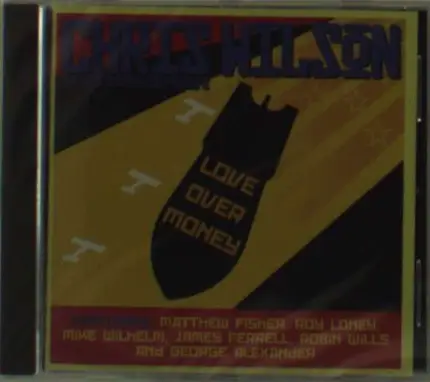 CHRIS WILSON
LOVE
OVER
MONEY
MATTHEW FISHER, ROY LONEY,
MIKE WILHELM, JAMES FERRELL, ROBIN WILLS
AND GEORGE ALEXANDER